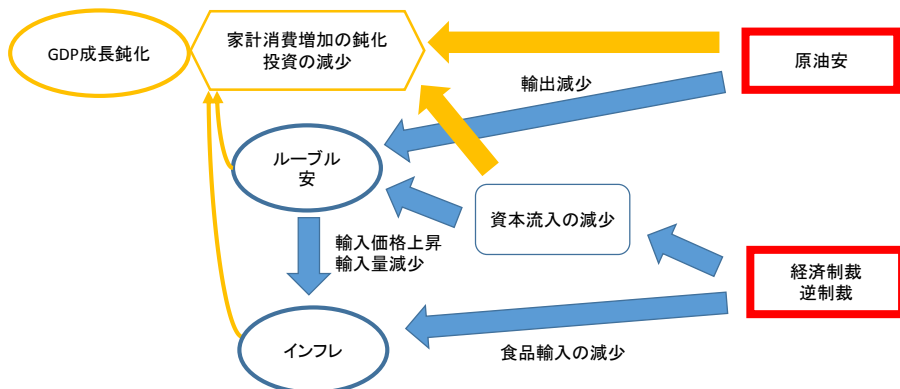 GDP成長鈍化
家計消費増加の鈍化
投資の減少
原油安
輸出減少
ルーブル
安
資本流入の減少
輸入価格上昇
輸入量減少
経済制裁
逆制裁
インフレ
食品輸入の減少